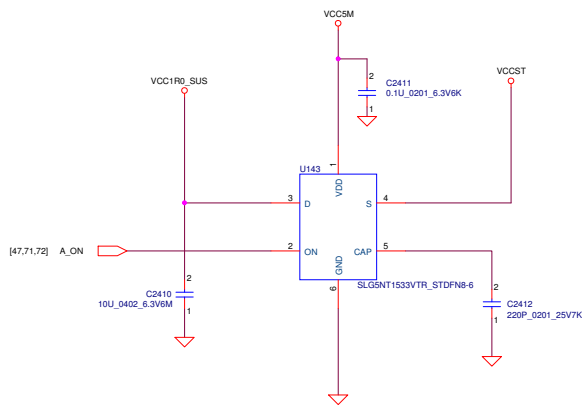 VCC5M
VCC1R0_SUS
VCCST
2
C2411
0.1U_0201_6.3V6K
1
U143
1
VDD
3
D
S
4
[47,71,72]
A_ON
2
ON
CAP
5
GND
6
SLG5NT1533VTR_STDFN8-6
2
C2410
10U_0402_6.3V6M
1
2
C2412
220P_0201_25V7K
1